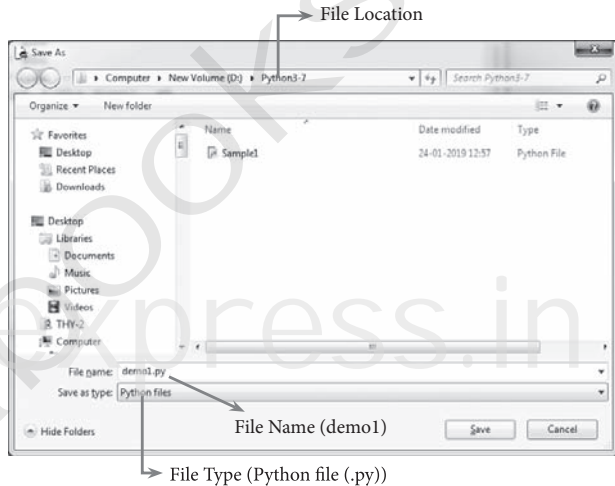 File Location
Save As
Computer ▸ New Volume (D:) ▸ Python3-7
Search Python3-7
Organize ▾ New folder
Name Date modified Type
Favorites
Sample1 24-01-2019 12:57 Python File
Desktop
Recent Places
Downloads
Desktop
Libraries
Documents
Music
Pictures
Videos
THY-2
Computer
express.in
File name: demo1.py
Save as type: Python files
File Name (demo1)
Hide Folders
Save Cancel
File Type (Python file (.py))